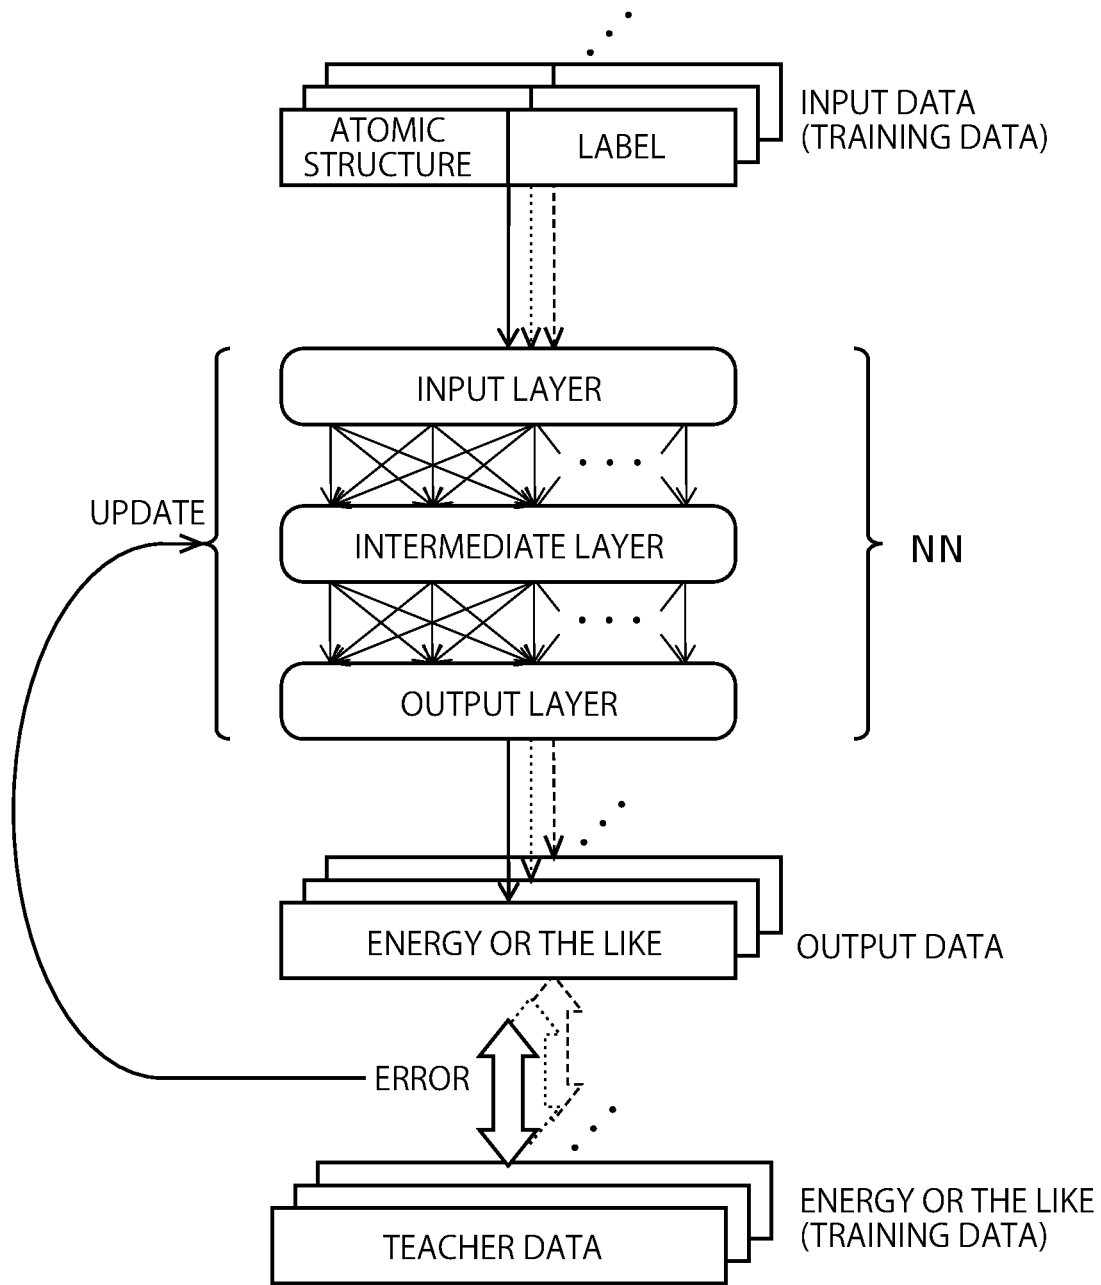 INPUT DATA
(TRAINING DATA)
ATOMIC
STRUCTURE
LABEL
INPUT LAYER
UPDATE
INTERMEDIATE LAYER
NN
OUTPUT LAYER
ENERGY OR THE LIKE
OUTPUT DATA
ERROR
ENERGY OR THE LIKE
(TRAINING DATA)
TEACHER DATA